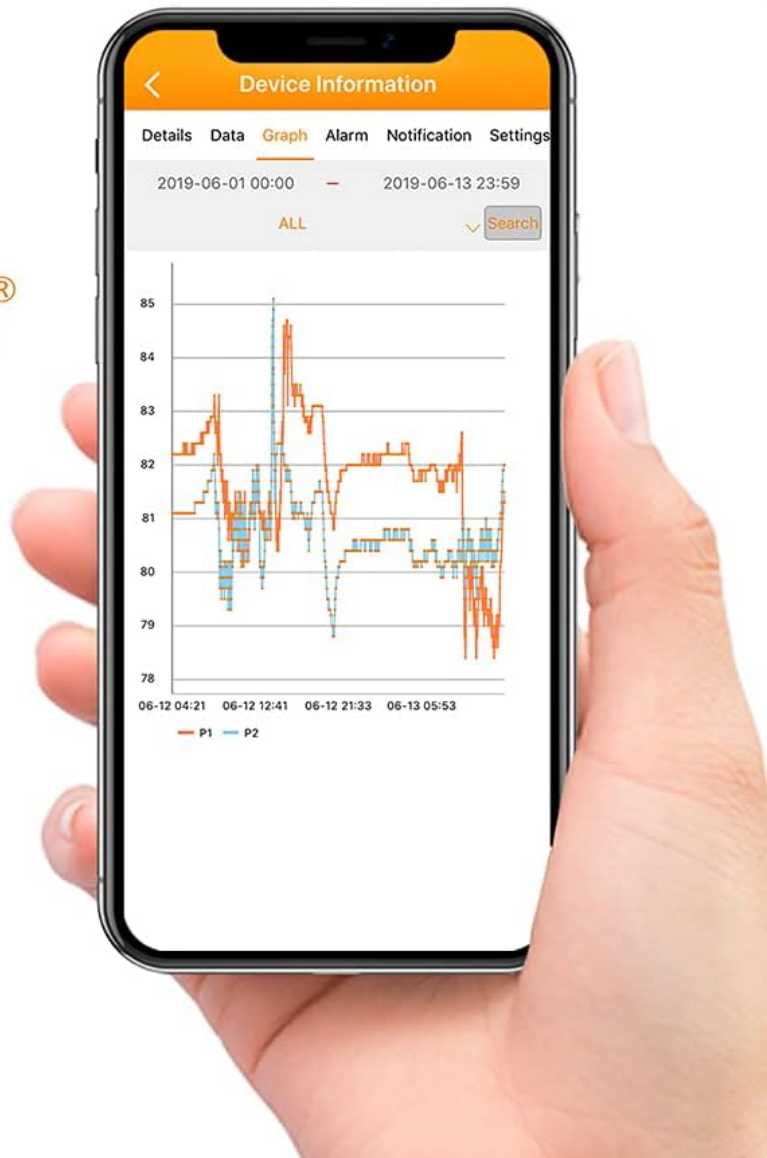 Device Information
Details Data Graph Alarm Notification Settings
2019-06-01 00:00 – 2019-06-13 23:59
ALL Search
®
85
84
83
82
81
80
79
78
06-12 04:21 06-12 12:41 06-12 21:33 06-13 05:53
P1 P2